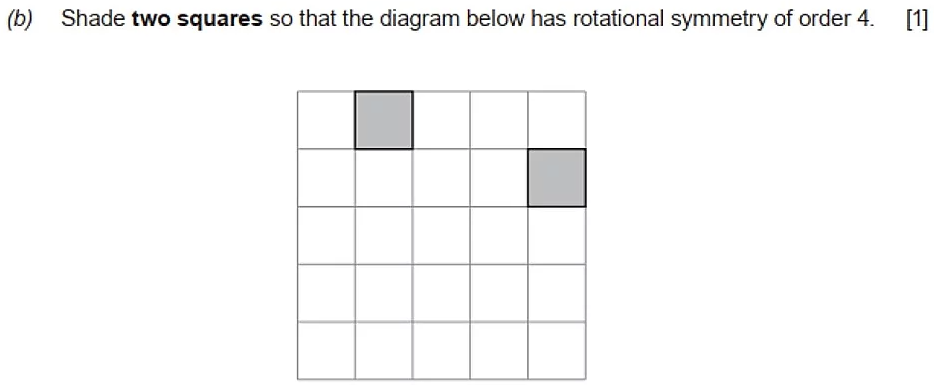 (b) Shade two squares so that the diagram below has rotational symmetry of order 4. [1]